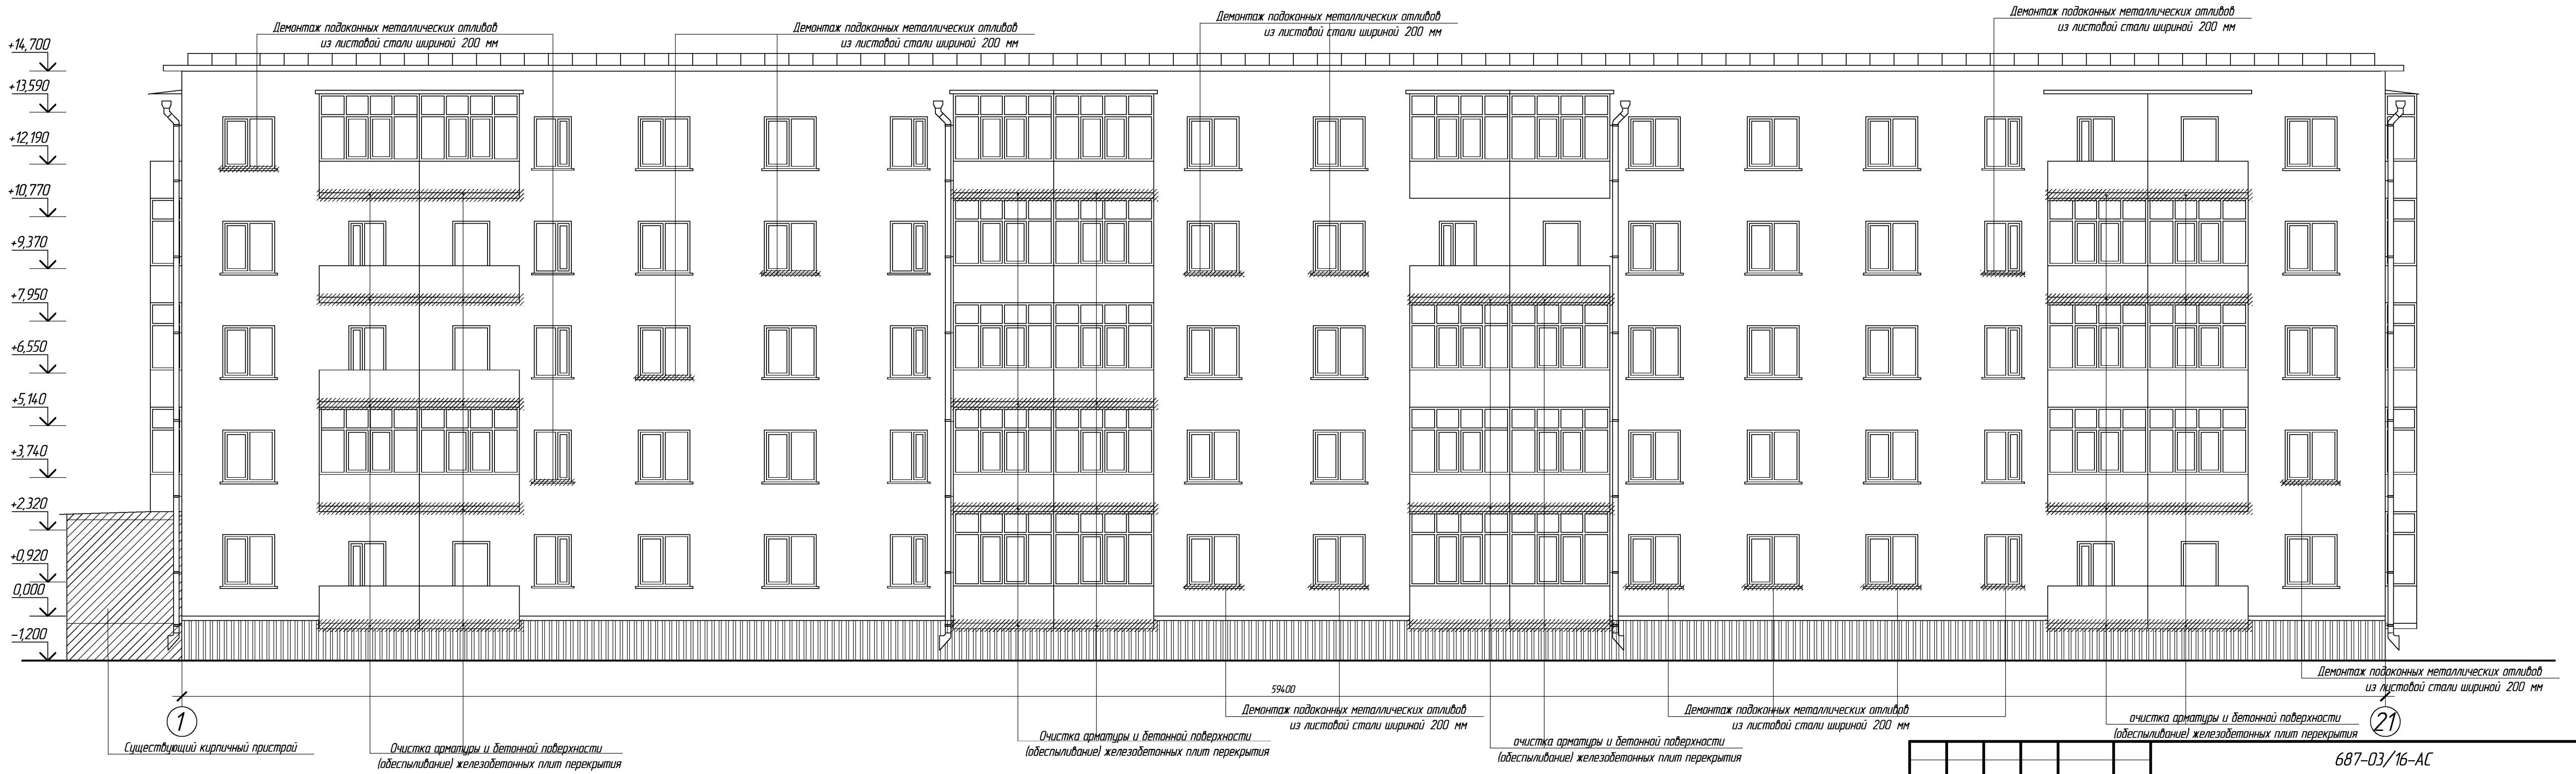 Демонтаж подоконных металлических отливов
из листовой стали шириной 200 мм
Демонтаж подоконных металлических отливов
из листовой стали шириной 200 мм
Демонтаж подоконных металлических отливов
из листовой стали шириной 200 мм
Демонтаж подоконных металлических отливов
из листовой стали шириной 200 мм
+14,700
+13,590
+12,190
+10,770
+9,370
+7,950
+6,550
+5,140
+3,740
+2,320
+0,920
0,000
-1,200
59400
1
21
Демонтаж подоконных металлических отливов
из листовой стали шириной 200 мм
Демонтаж подоконных металлических отливов
из листовой стали шириной 200 мм
Демонтаж подоконных металлических отливов
из листовой стали шириной 200 мм
Существующий кирпичный пристрой
Очистка арматуры и бетонной поверхности
(обеспыливание) железобетонных плит перекрытия
Очистка арматуры и бетонной поверхности
(обеспыливание) железобетонных плит перекрытия
очистка арматуры и бетонной поверхности
(обеспыливание) железобетонных плит перекрытия
очистка арматуры и бетонной поверхности
(обеспыливание) железобетонных плит перекрытия
687-03/16-АС